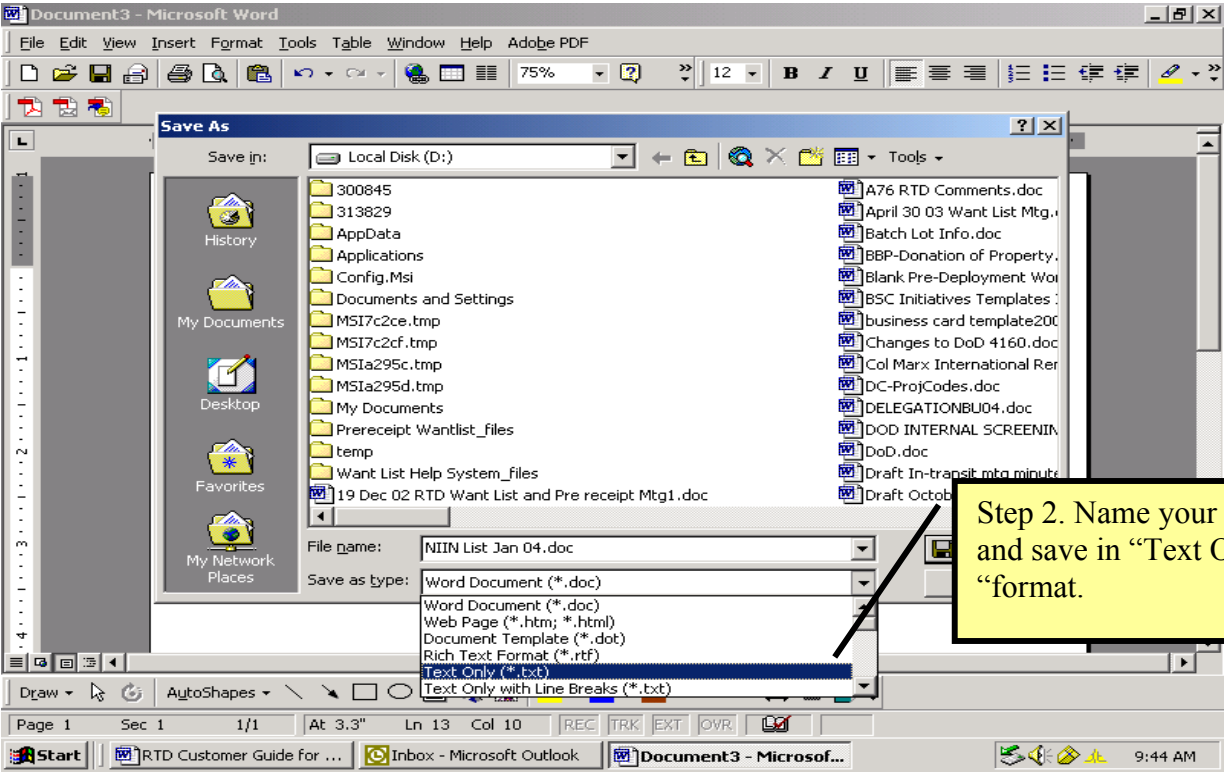 Document3 - Microsoft Word
File Edit View Insert Format Tools Table Window Help Adobe PDF
75% 12 B I U
Save As
Save in: Local Disk (D:) Tools
History
My Documents
Desktop
Favorites
My Network
Places
300845
313829
AppData
Applications
Config.Msi
Documents and Settings
MSI7c2ce.tmp
MSI7c2cf.tmp
MSIa295c.tmp
MSIa295d.tmp
My Documents
Prereceipt Wantlist_files
temp
Want List Help System_files
19 Dec 02 RTD Want List and Pre receipt Mtg1.doc
A76 RTD Comments.doc
April 30 03 Want List Mtg.
Batch Lot Info.doc
BBP-Donation of Property.
Blank Pre-Deployment
BSC Initiatives Templates
business card template200
Changes to DoD 4160.doc
Col Marx International
DC-ProjCodes.doc
DELEGATIONBU04.doc
DOD INTERNAL SCREENIN
DoD.doc
Draft In-transit mtg minute
Draft Octob
File name: NIIN List Jan 04.doc
Save as type: Word Document (*.doc)
Word Document (*.doc)
Web Page (*.htm; *.html)
Document Template (*.dot)
Rich Text Format (*.rtf)
Text Only (*.txt)
Text Only with Line Breaks (*.txt)
Step 2. Name your
and save in “Text O
“format.
Draw AutoShapes
Page 1 Sec 1 1/1 At 3.3" Ln 13 Col 10 REC TRK EXT OVR
Start RTD Customer Guide for ... Inbox - Microsoft Outlook Document3 - Microsof... 9:44 AM